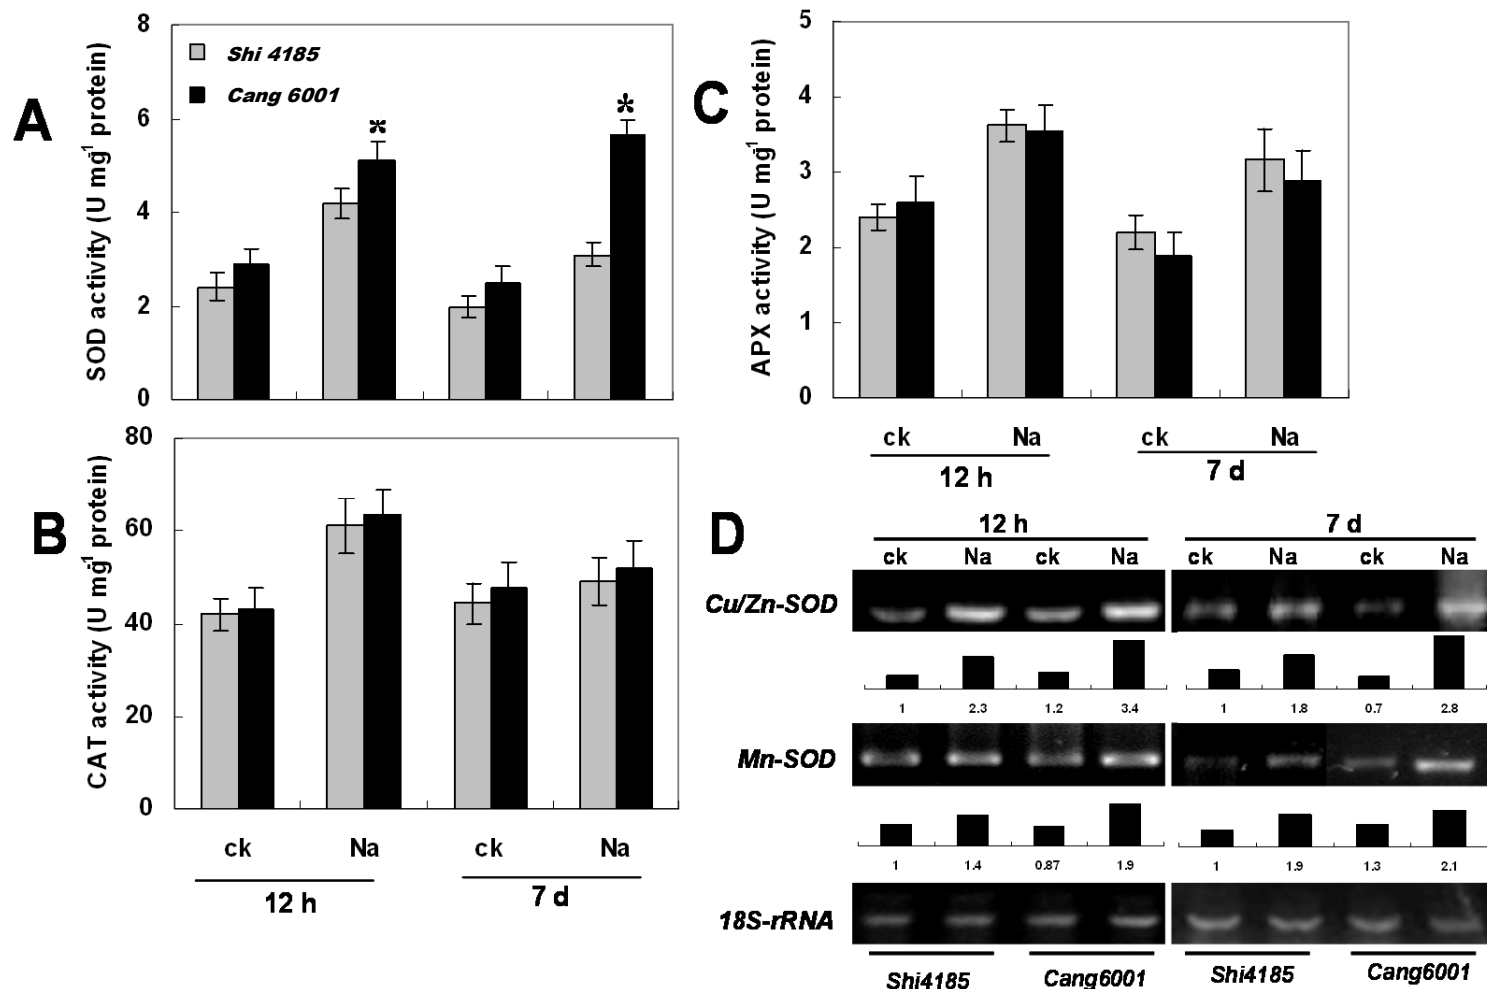 A
SOD activity (U mg-1 protein)
8
6
4
2
0
Shi 4185
Cang 6001
*
*
B
CAT activity (U mg-1 protein)
80
60
40
20
0
ck Na ck Na
12 h 7 d
C
APX activity (U mg-1 protein)
5
4
3
2
1
0
ck Na ck Na
12 h 7 d
D
12 h 7 d
ck Na ck Na ck Na ck Na
Cu/Zn-SOD
1 2.3 1.2 3.4 1 1.8 0.7 2.8
Mn-SOD
1 1.4 0.87 1.9 1 1.9 1.3 2.1
18S-rRNA
Shi4185 Cang6001 Shi4185 Cang6001